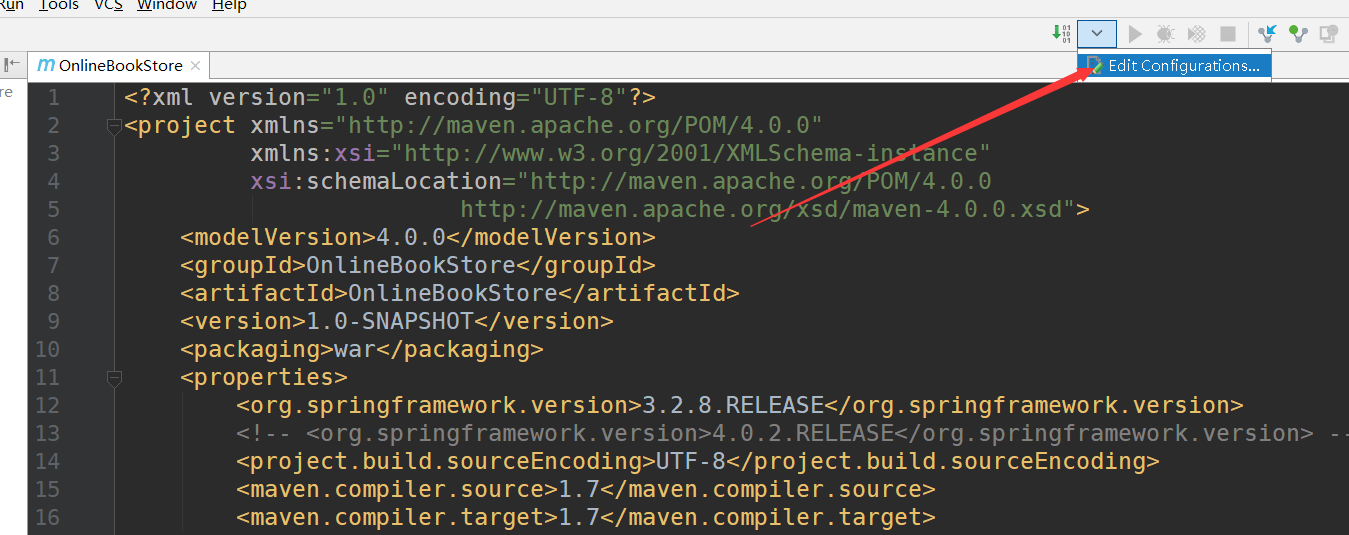 Run Tools VCS Window Help
Edit Configurations...
m OnlineBookStore
re
1 <?xml version="1.0" encoding="UTF-8"?>
2 <project xmlns="http://maven.apache.org/POM/4.0.0"
3 xmlns:xsi="http://www.w3.org/2001/XMLSchema-instance"
4 xsi:schemaLocation="http://maven.apache.org/POM/4.0.0
5 http://maven.apache.org/xsd/maven-4.0.0.xsd">
6 <modelVersion>4.0.0</modelVersion>
7 <groupId>OnlineBookStore</groupId>
8 <artifactId>OnlineBookStore</artifactId>
9 <version>1.0-SNAPSHOT</version>
10 <packaging>war</packaging>
11 <properties>
12 <org.springframework.version>3.2.8.RELEASE</org.springframework.version>
13 <!-- <org.springframework.version>4.0.2.RELEASE</org.springframework.version> --
14 <project.build.sourceEncoding>UTF-8</project.build.sourceEncoding>
15 <maven.compiler.source>1.7</maven.compiler.source>
16 <maven.compiler.target>1.7</maven.compiler.target>